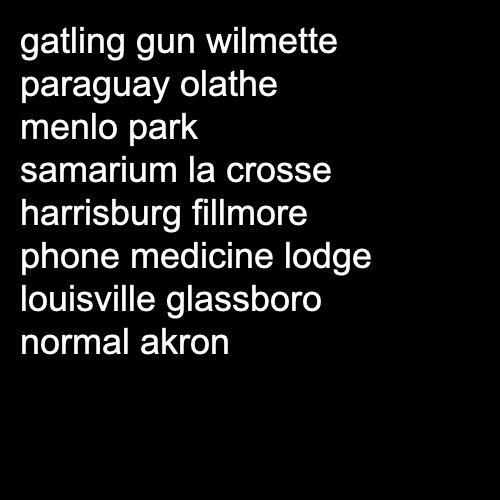 gatling gun wilmette
paraguay olathe
menlo park
samarium la crosse
harrisburg fillmore
phone medicine lodge
louisville glassboro
normal akron